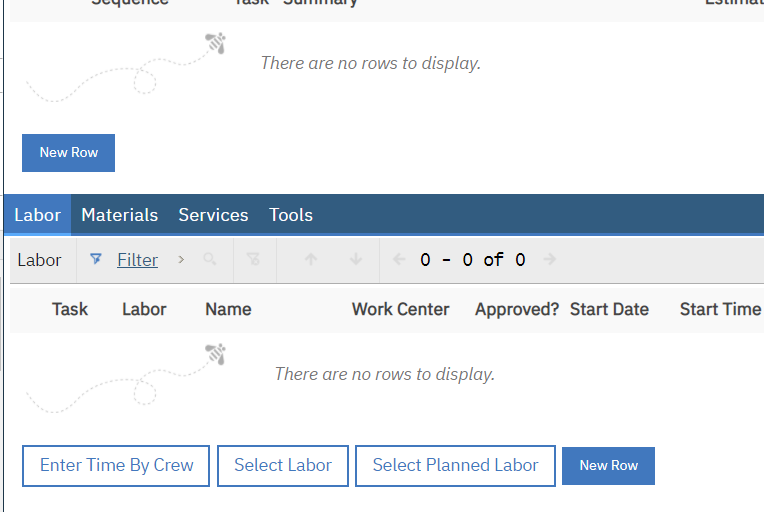 Sequence Task Summary
There are no rows to display.
New Row
Labor Materials Services Tools
Labor Filter > 0 - 0 of 0
Task Labor Name Work Center Approved? Start Date Start Time
There are no rows to display.
Enter Time By Crew Select Labor Select Planned Labor New Row